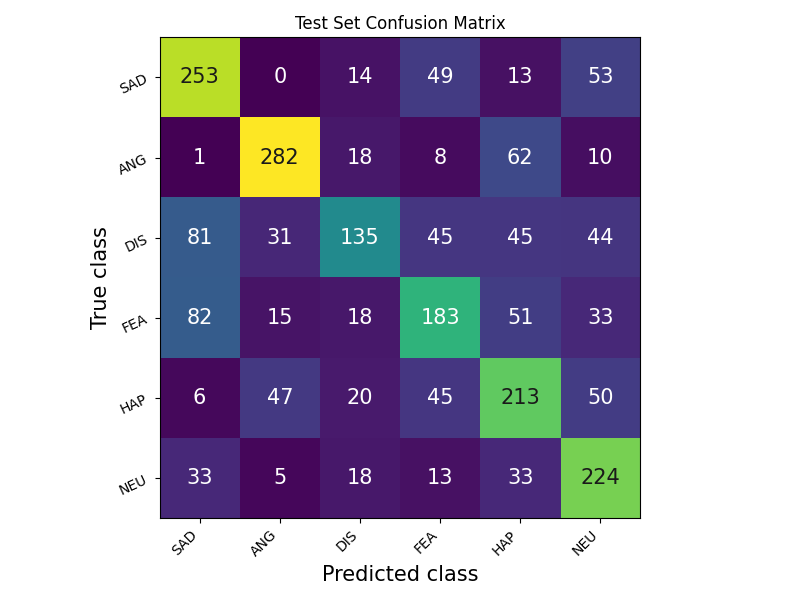 Test Set Confusion Matrix
True class
SAD 253 0 14 49 13 53
ANG 1 282 18 8 62 10
DIS 81 31 135 45 45 44
FEA 82 15 18 183 51 33
HAP 6 47 20 45 213 50
NEU 33 5 18 13 33 224
SAD ANG DIS FEA HAP NEU
Predicted class